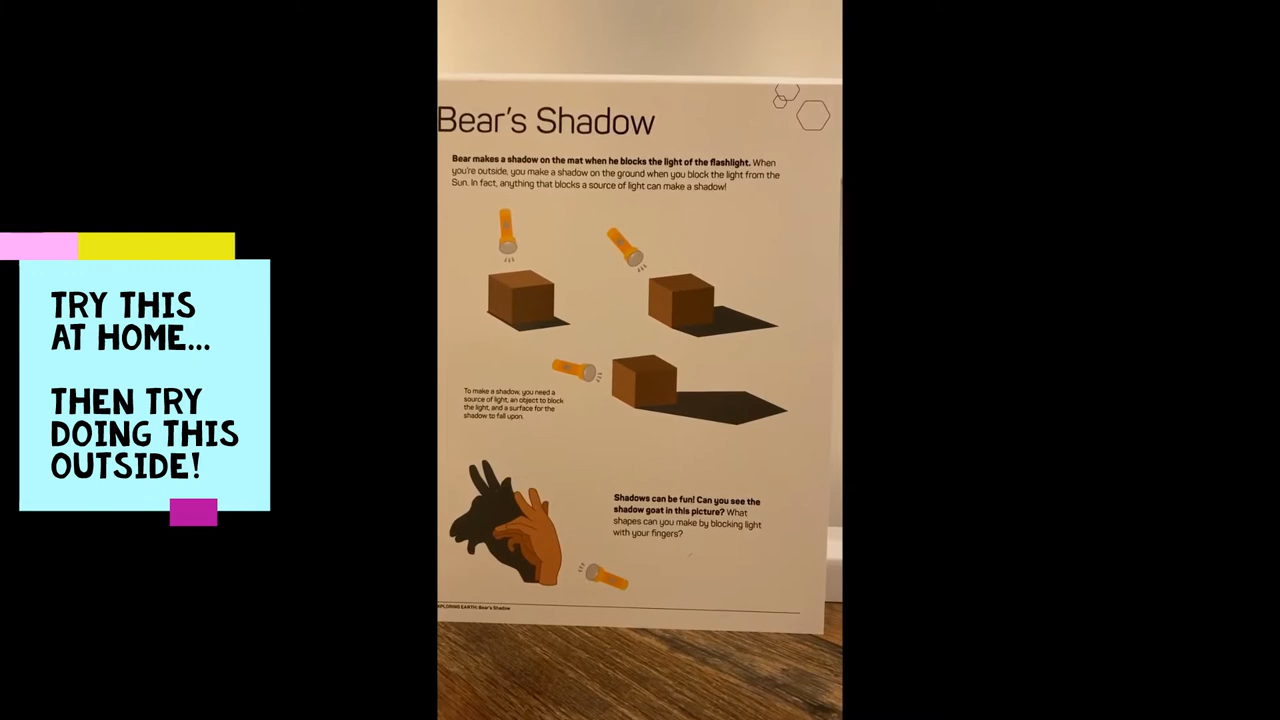 TRY THIS
AT HOME...
THEN TRY
DOING THIS
OUTSIDE!
Bear's Shadow
Bear makes a shadow on the mat when he blocks the light of the flashlight. When
you're outside, you make a shadow on the ground when you block the light from the
Sun. In fact, anything that blocks a source of light can make a shadow!
To make a shadow, you need a
source of light, an object to block
the light, and a surface for the
shadow to fall upon.
Shadows can be fun! Can you see the
shadow goat in this picture? What
shapes can you make by blocking light
with your fingers?
XPLORING EARTH: Bear's Shadow